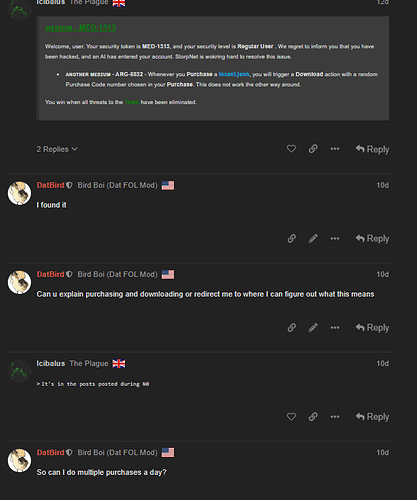 Icibalus The Plague 12d
MEDIUM - MED-1313
Welcome, user. Your security token is MED-1313, and your security level is Regular User . We regret to inform you that you have
been hacked, and an AI has entered your account. StorpNet is wokring hard to resolve this issue.
ANOTHER MEDIUM - ARG-8832 - Whenever you Purchase a Incant.json, you will trigger a Download action with a random
Purchase Code number chosen in your Purchase. This does not work the other way around.
You win when all threats to the Town have been eliminated.
2 Replies
Reply
DatBird Bird Boi (Dat FOL Mod) 10d
I found it
Reply
DatBird Bird Boi (Dat FOL Mod) 10d
Can u explain purchasing and downloading or redirect me to where I can figure out what this means
Reply
Icibalus The Plague 10d
> It's in the posts posted during N0
Reply
DatBird Bird Boi (Dat FOL Mod) 10d
So can I do multiple purchases a day?